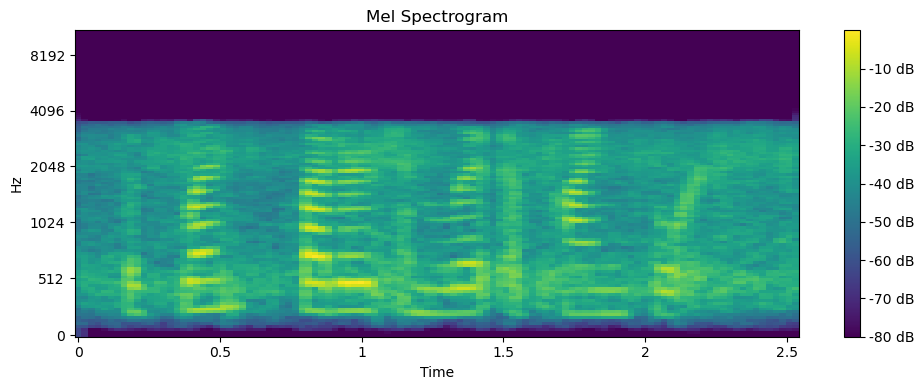 Mel Spectrogram
8192
4096
2048
1024
512
0
Hz
0
0.5
1
1.5
2
2.5
Time
-10 dB
-20 dB
-30 dB
-40 dB
-50 dB
-60 dB
-70 dB
-80 dB